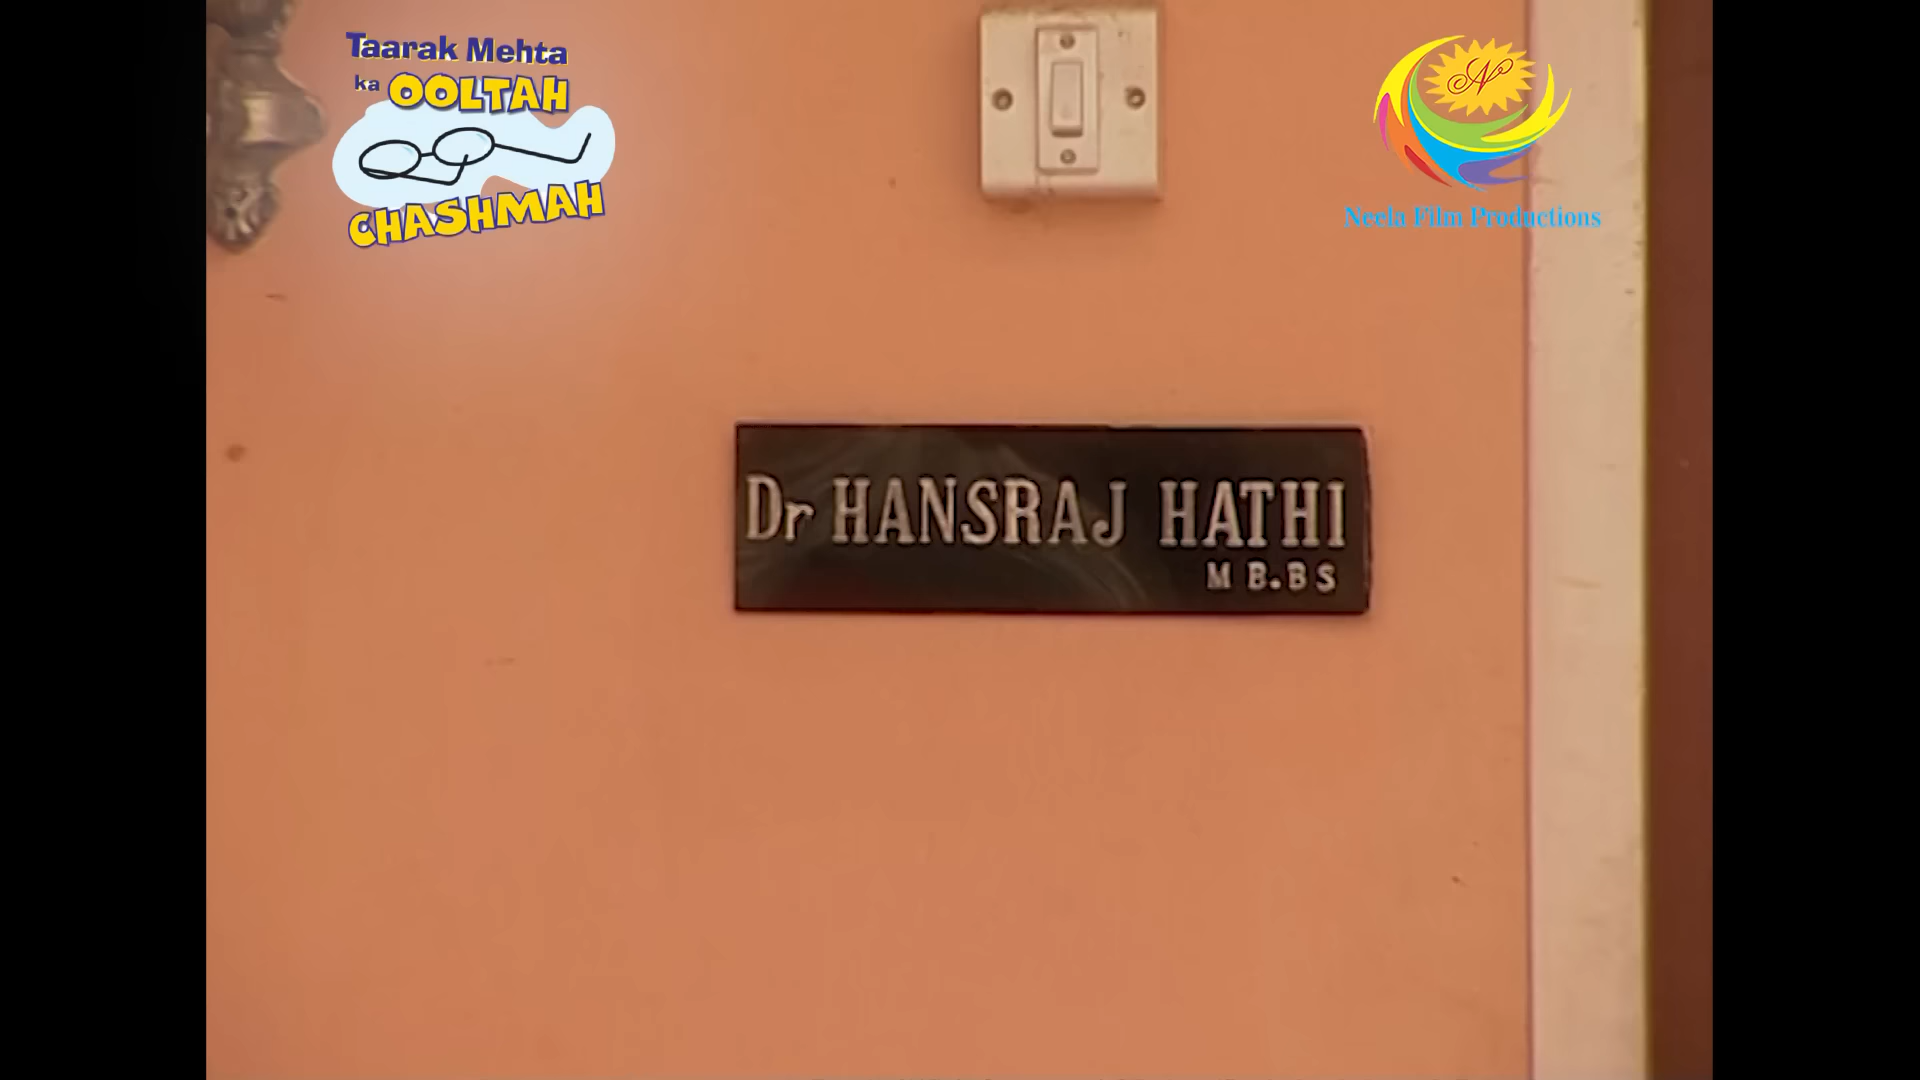 Taarak Mehta
ka OOLTAH
CHASHMAH
N
Neela Film Productions
Dr HANSRAJ HATHI
M B.B S